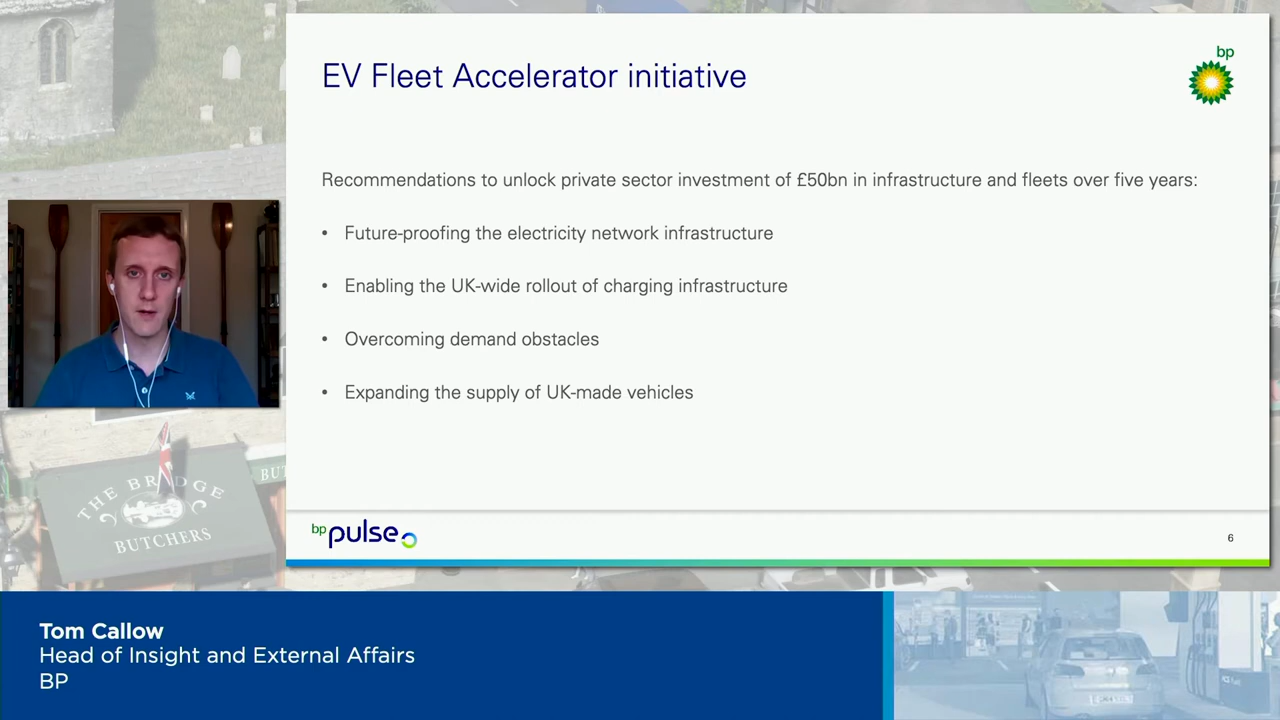 EV Fleet Accelerator initiative
bp
Recommendations to unlock private sector investment of £50bn in infrastructure and fleets over five years:
• Future-proofing the electricity network infrastructure
• Enabling the UK-wide rollout of charging infrastructure
• Overcoming demand obstacles
• Expanding the supply of UK-made vehicles
bp pulse
6
THE BRIDGE
BUTCHERS
BUT
Tom Callow
Head of Insight and External Affairs
BP